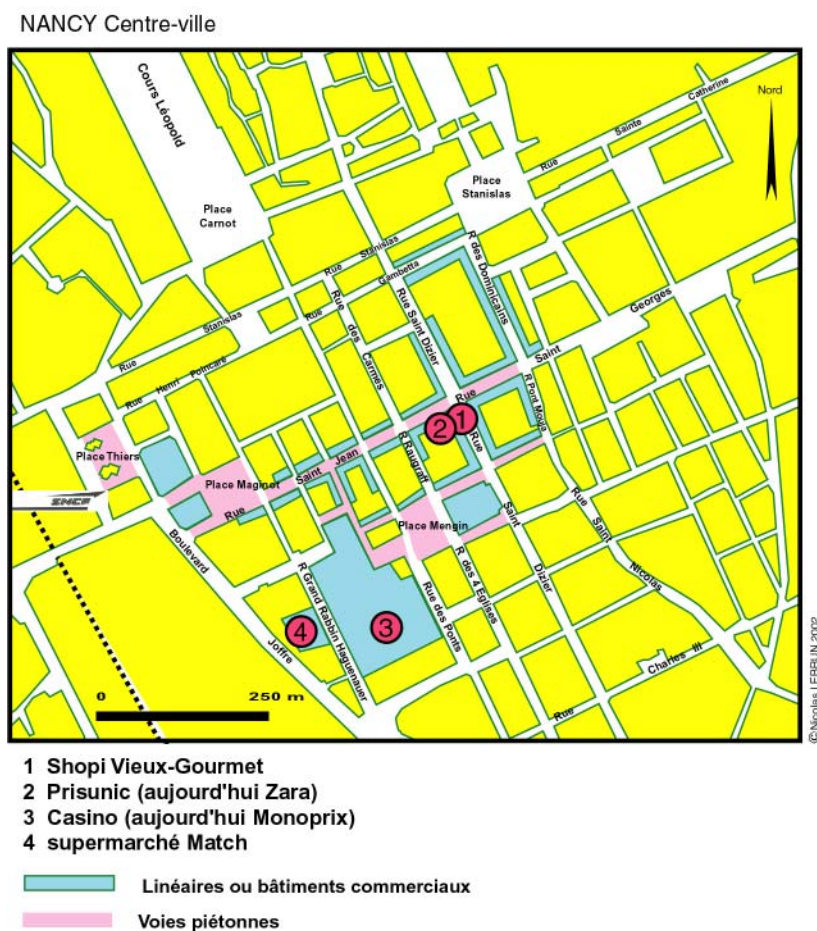 NANCY Centre-ville
Cours Léopold
Nord
Rue Sainte Catherine
Place
Stanislas
Place
Carnot
Rue Stanislas
Rue Stanislas
R des Dominicains
Rue Gambetta
Rue des Carmes
Rue Saint Dizier
Georges
Saint
Rue
Rue Henri Poincaré
R Pont Mouja
1
2
Place Thiers
Place Maginot
Rue Saint Jean
R Raugraff
Rue
Saint
Dizier
Rue
Saint
Nicolas
SNCF
Place Mengin
Boulevard
Joffre
R Grand Rabbin Haguenauer
R des 4 Eglises
Rue des Ponts
3
4
Rue Charles III
0 250 m
©Nicolas LEBRUN 2002
1 Shopi Vieux-Gourmet
2 Prisunic (aujourd'hui Zara)
3 Casino (aujourd'hui Monoprix)
4 supermarché Match
Linéaires ou bâtiments commerciaux
Voies piétonnes